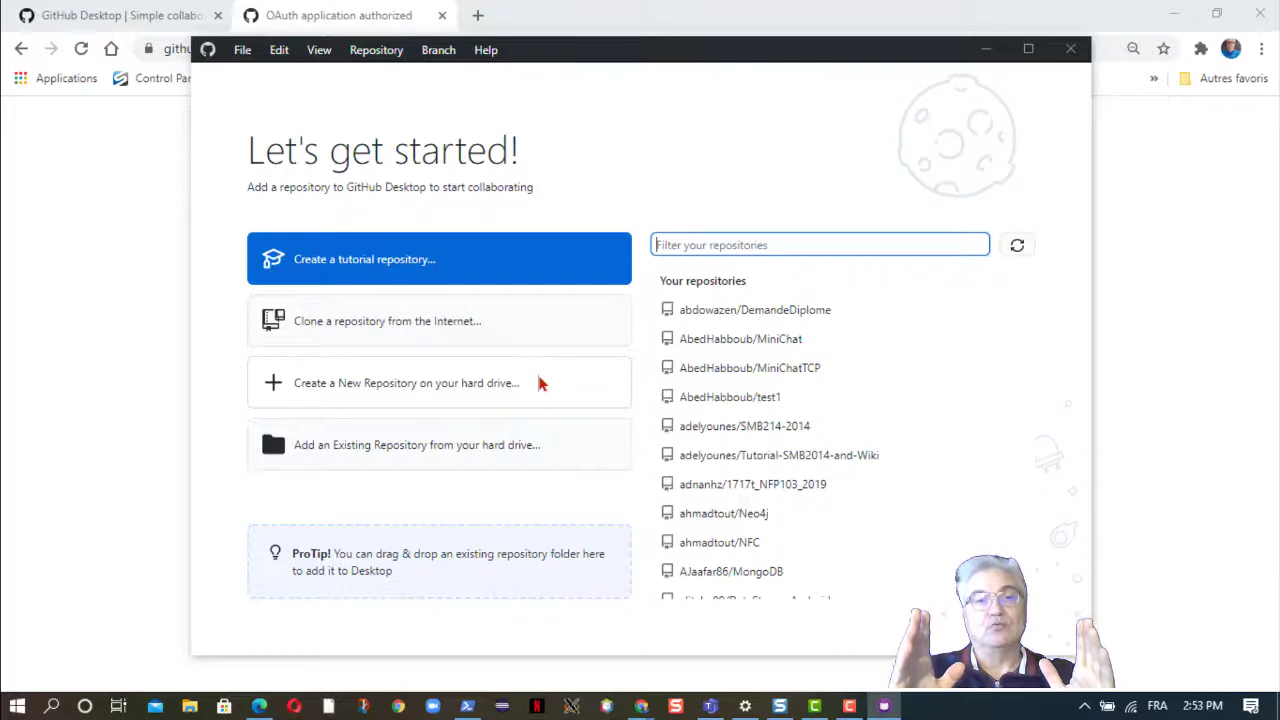 GitHub Desktop | Simple collabo
OAuth application authorized
githu
File Edit View Repository Branch Help
Applications
Control Par
»
Autres favoris
Let's get started!
Add a repository to GitHub Desktop to start collaborating
Create a tutorial repository...
Clone a repository from the Internet...
Create a New Repository on your hard drive...
Add an Existing Repository from your hard drive...
ProTip! You can drag & drop an existing repository folder here
to add it to Desktop
Filter your repositories
Your repositories
abdowazen/DemandeDiplome
AbedHabboub/MiniChat
AbedHabboub/MiniChatTCP
AbedHabboub/test1
adelyounes/SMB214-2014
adelyounes/Tutorial-SMB2014-and-Wiki
adnanhz/1717t_NFP103_2019
ahmadtout/Neo4j
ahmadtout/NFC
AJaafar86/MongoDB
FRA
2:53 PM